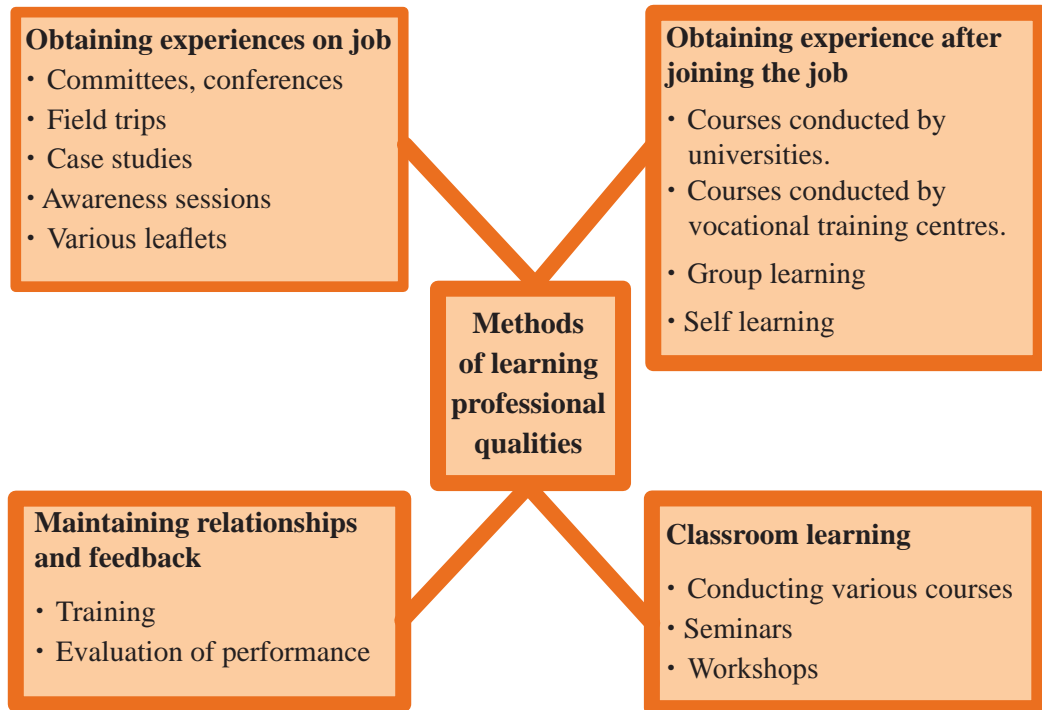 Obtaining experiences on job
· Committees, conferences
· Field trips
· Case studies
· Awareness sessions
· Various leaflets
Obtaining experience after
joining the job
· Courses conducted by
universities.
· Courses conducted by
vocational training centres.
· Group learning
· Self learning
Methods
of learning
professional
qualities
Maintaining relationships
and feedback
· Training
· Evaluation of performance
Classroom learning
· Conducting various courses
· Seminars
· Workshops